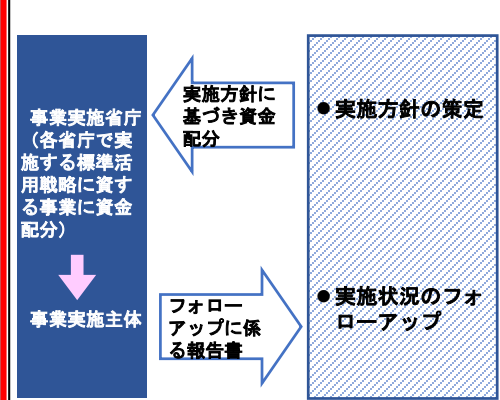 事業実施省庁
（各省庁で実
施する標準活
用戦略に資す
る事業に資金
配分）
事業実施主体
実施方針に
基づき資金
配分
フォロー
アップに係
る報告書
●実施方針の策定
●実施状況のフォ
ローアップ